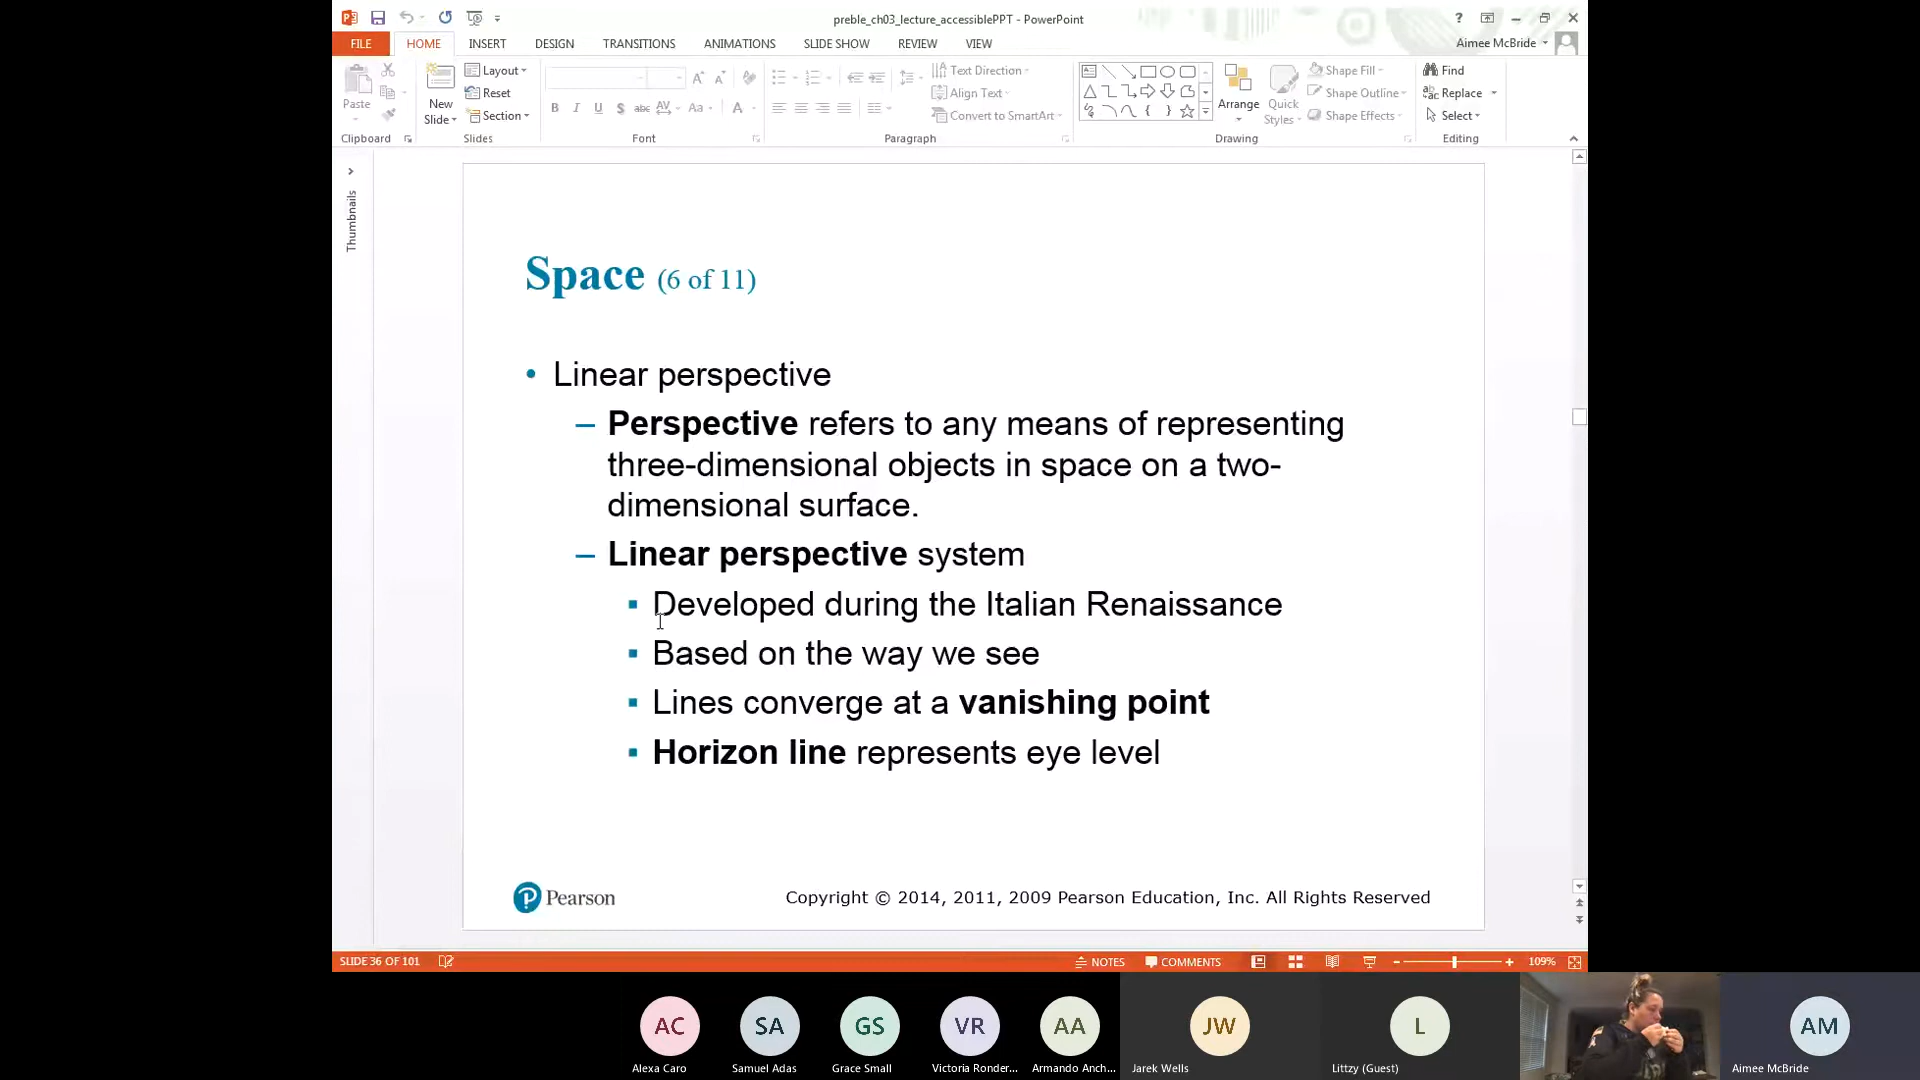 preble_ch03_lecture_accessiblePPT - PowerPoint
FILE HOME INSERT DESIGN TRANSITIONS ANIMATIONS SLIDE SHOW REVIEW VIEW Aimee McBride
Paste
Clipboard
New Slide
Layout
Reset
Section
Slides
B I U S abc AV Aa A
Font
Text Direction
Align Text
Convert to SmartArt
Paragraph
Arrange
Quick Styles
Shape Fill
Shape Outline
Shape Effects
Drawing
Find
Replace
Select
Editing
Thumbnails
Space (6 of 11)
• Linear perspective
– Perspective refers to any means of representing
three-dimensional objects in space on a two-
dimensional surface.
– Linear perspective system
▪ Developed during the Italian Renaissance
▪ Based on the way we see
▪ Lines converge at a vanishing point
▪ Horizon line represents eye level
Pearson
Copyright © 2014, 2011, 2009 Pearson Education, Inc. All Rights Reserved
SLIDE 36 OF 101 NOTES COMMENTS 109%
AC SA GS VR AA JW L AM
Alexa Caro Samuel Adas Grace Small Victoria Ronder... Armando Anch... Jarek Wells Littzy (Guest) Aimee McBride